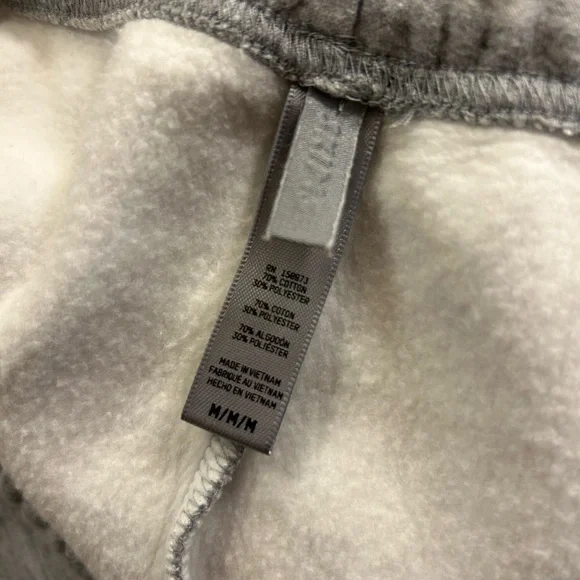 RN 150873
70% COTTON
30% POLYESTER
70% COTON
30% POLYESTER
70% ALGODÓN
30% POLIÉSTER
MADE IN VIETNAM
FABRIQUÉ AU VIETNAM
HECHO EN VIETNAM
M/M/M